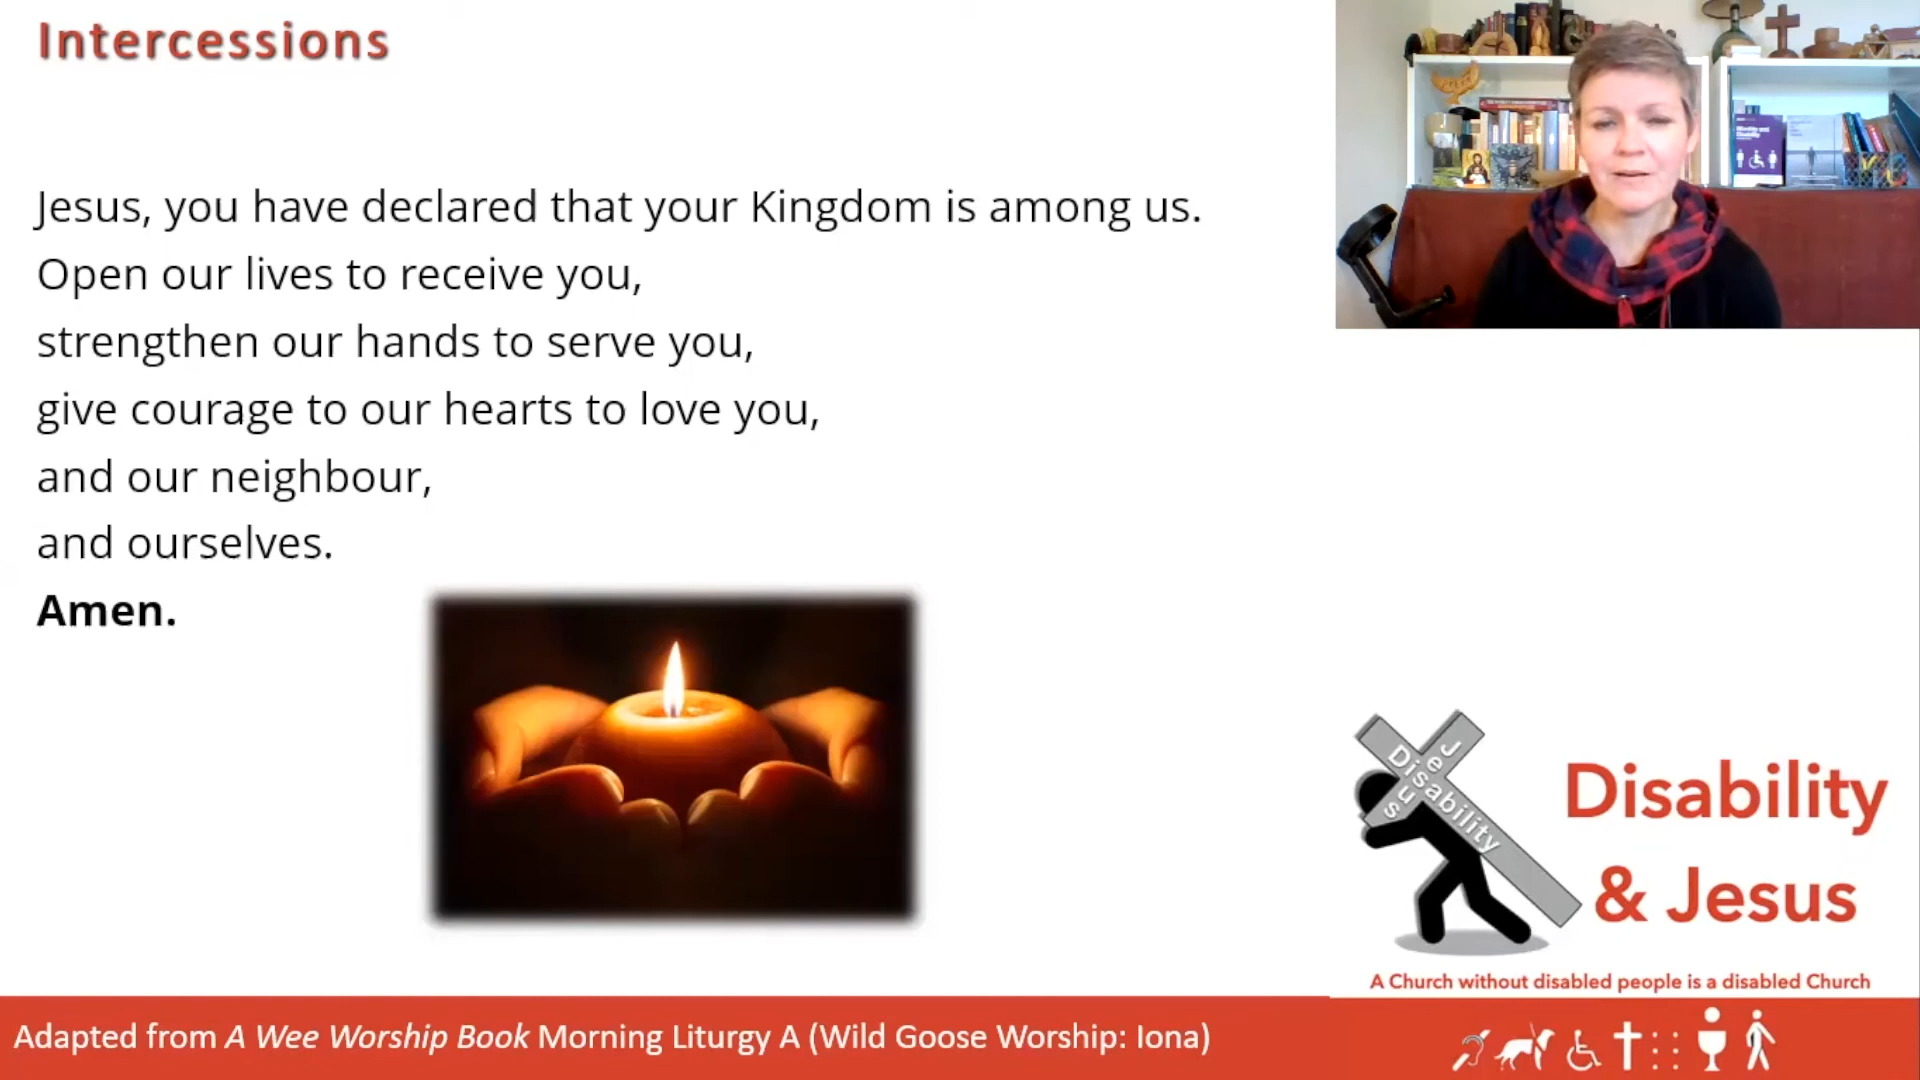 Intercessions
Jesus, you have declared that your Kingdom is among us.
Open our lives to receive you,
strengthen our hands to serve you,
give courage to our hearts to love you,
and our neighbour,
and ourselves.
Amen.
Jesus
Disability
Disability
& Jesus
A Church without disabled people is a disabled Church
Adapted from A Wee Worship Book Morning Liturgy A (Wild Goose Worship: Iona)